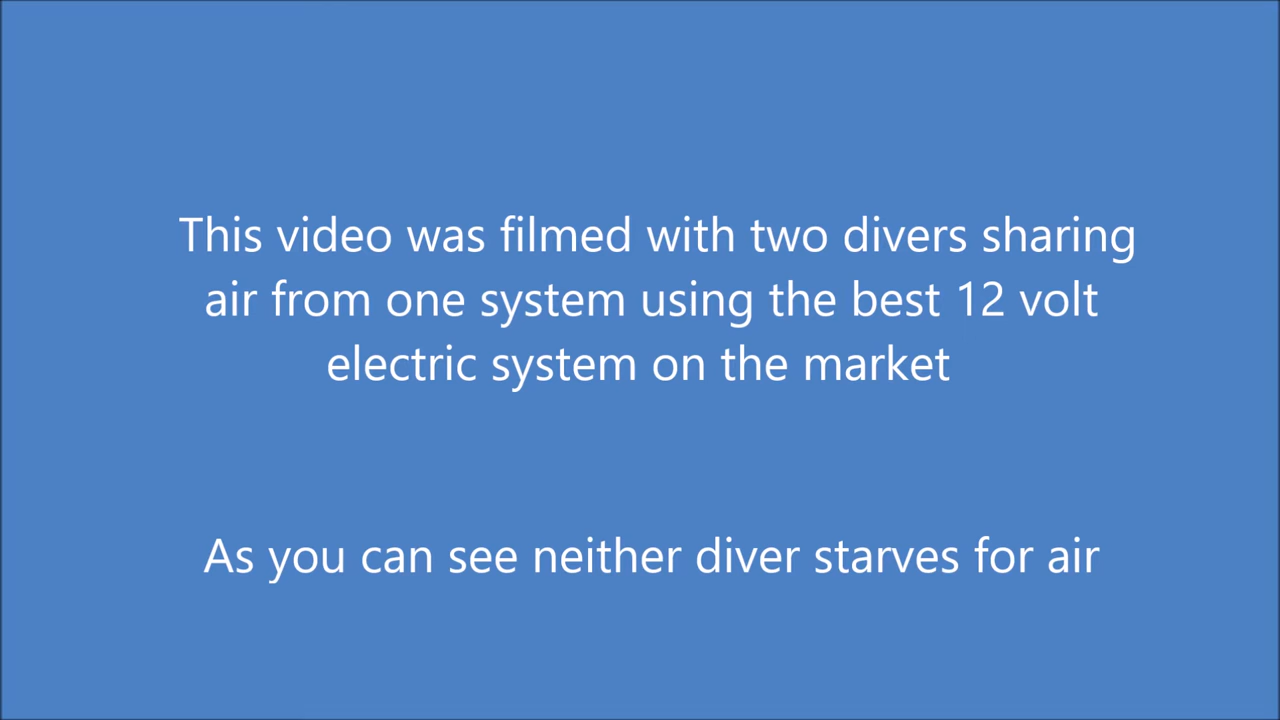 This video was filmed with two divers sharing
air from one system using the best 12 volt
electric system on the market
As you can see neither diver starves for air